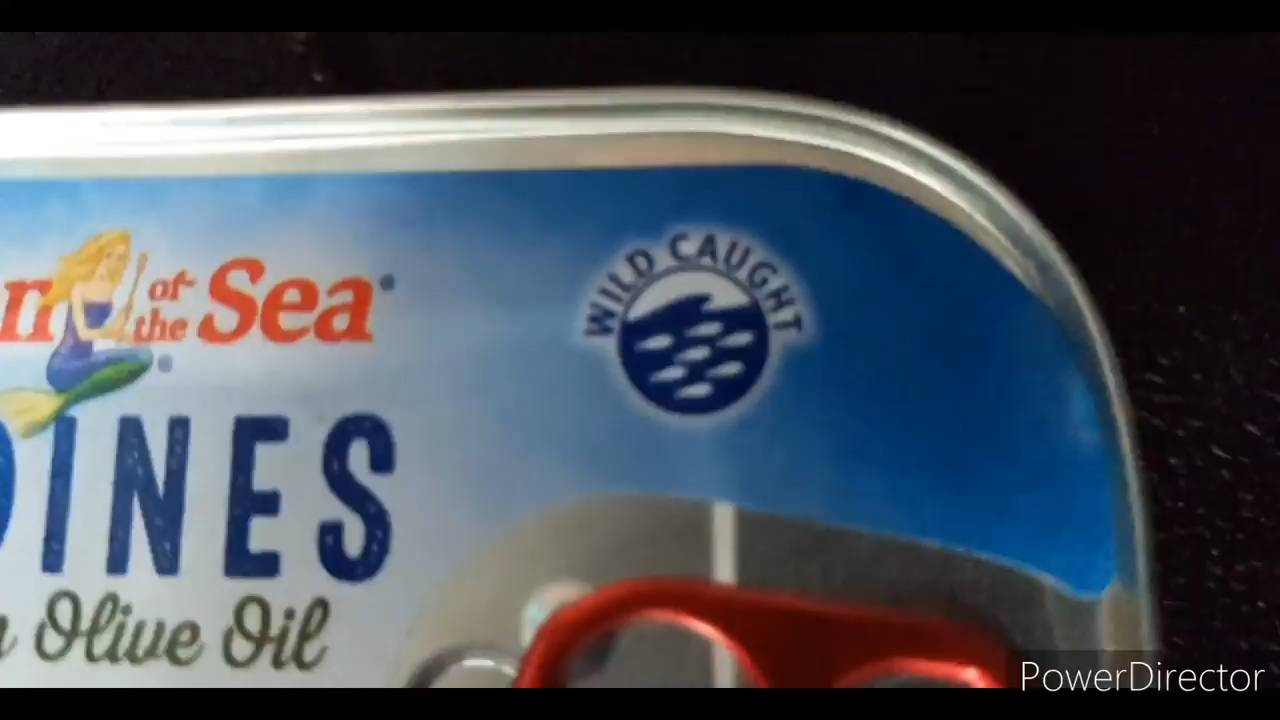 WILD CAUGHT
n of the Sea®
DINES
n Olive Oil
PowerDirector